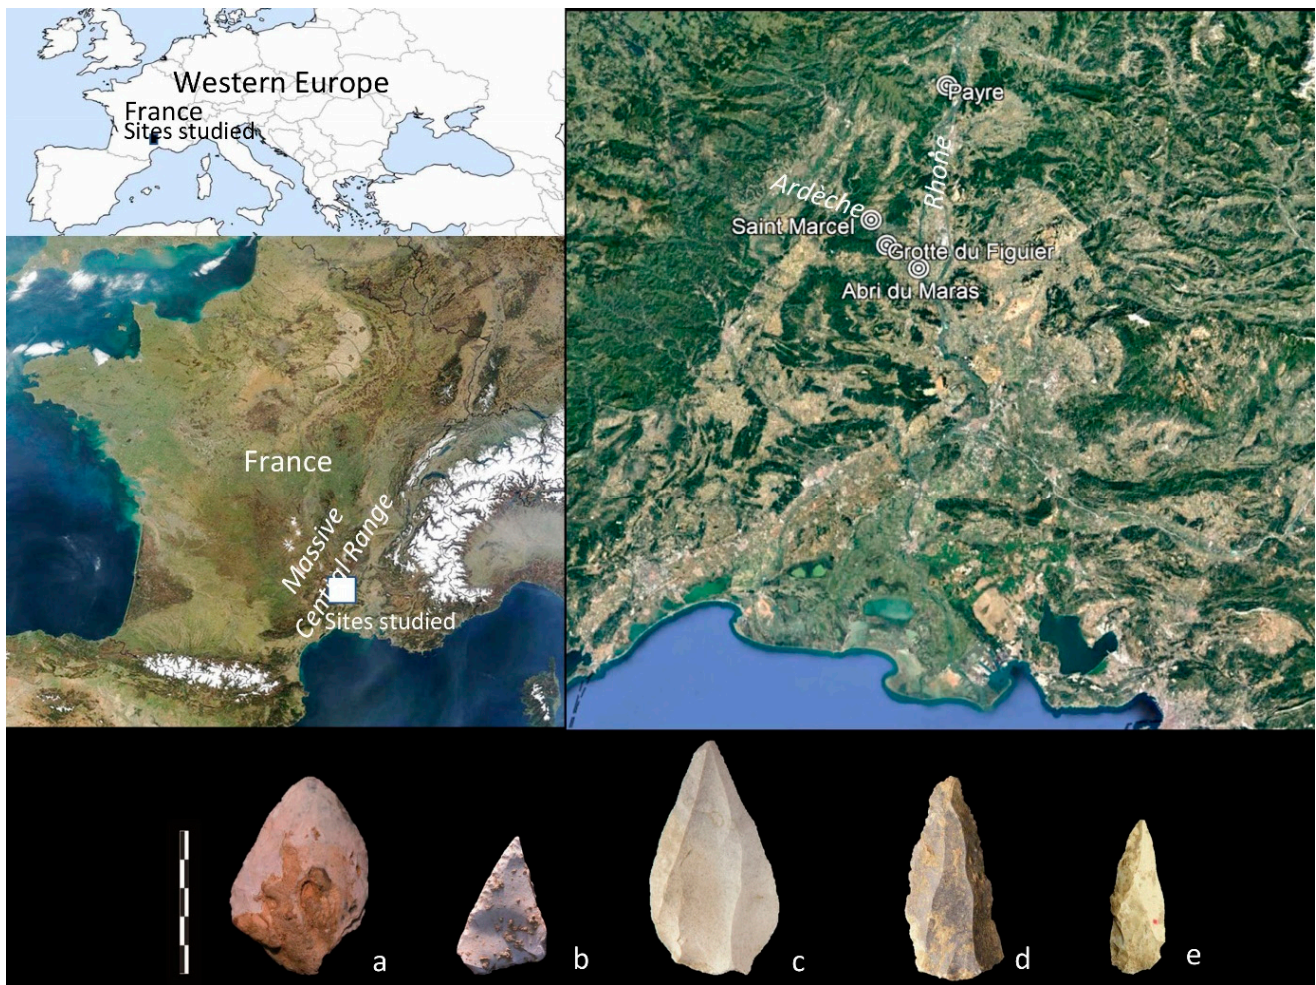 Western Europe
France
Sites studied
France
Massive
Central Range
Sites studied
Payre
Rhône
Ardèche
Saint Marcel
Grotte du Figuier
Abri du Maras
a
b
c
d
e